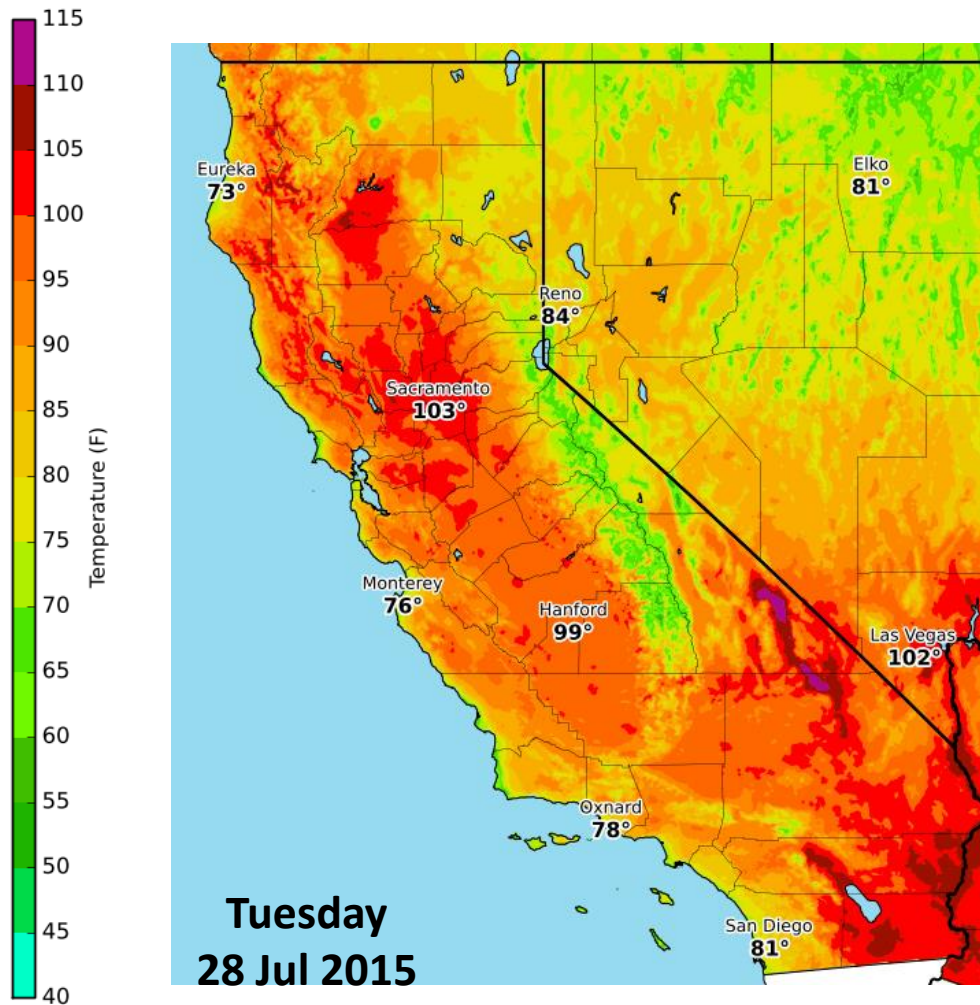 115
110
105
100
95
90
85
80
75
70
65
60
55
50
45
40
Temperature (F)
Eureka
73°
Elko
81°
Reno
84°
Sacramento
103°
Monterey
76°
Hanford
99°
Las Vegas
102°
Oxnard
78°
San Diego
81°
Tuesday
28 Jul 2015